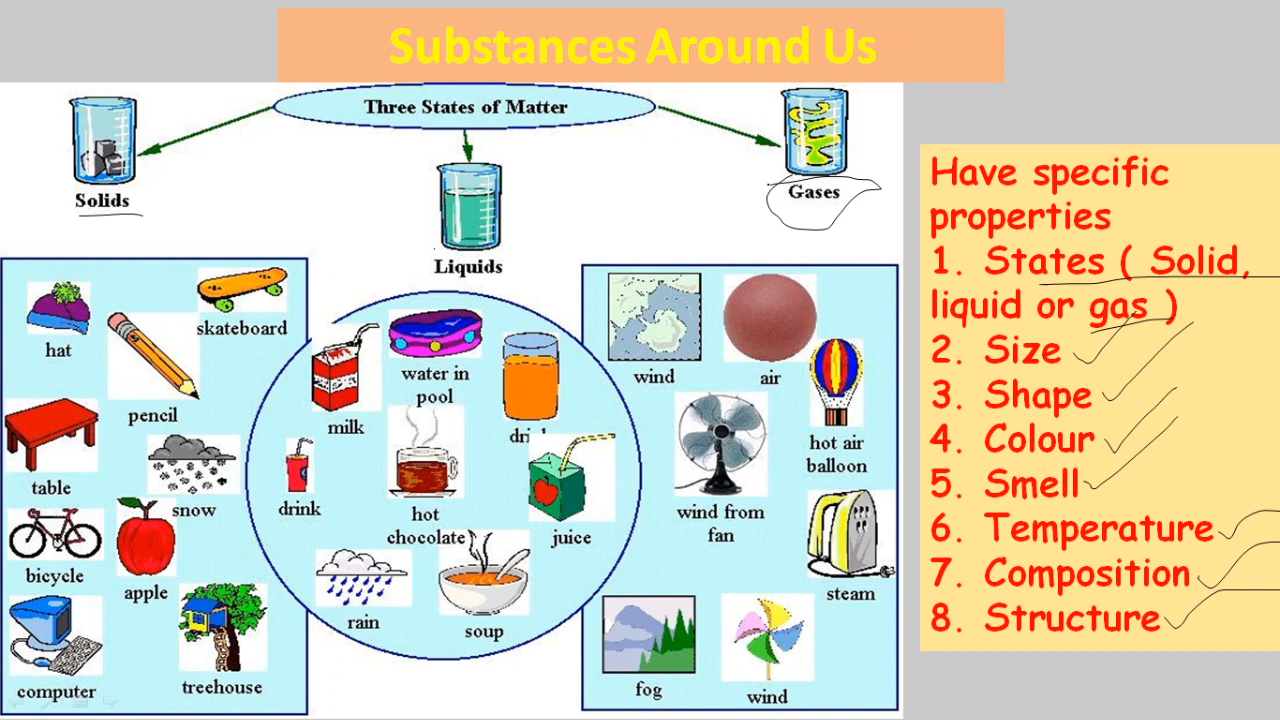 Substances Around Us
Three States of Matter
Solids
Liquids
Gases
hat
pencil
skateboard
table
snow
bicycle
apple
computer
treehouse
milk
water in
pool
drink
hot
chocolate
juice
rain
soup
wind
air
hot air
balloon
wind from
fan
steam
fog
wind
Have specific
properties
1. States ( Solid,
liquid or gas )
2. Size
3. Shape
4. Colour
5. Smell
6. Temperature
7. Composition
8. Structure